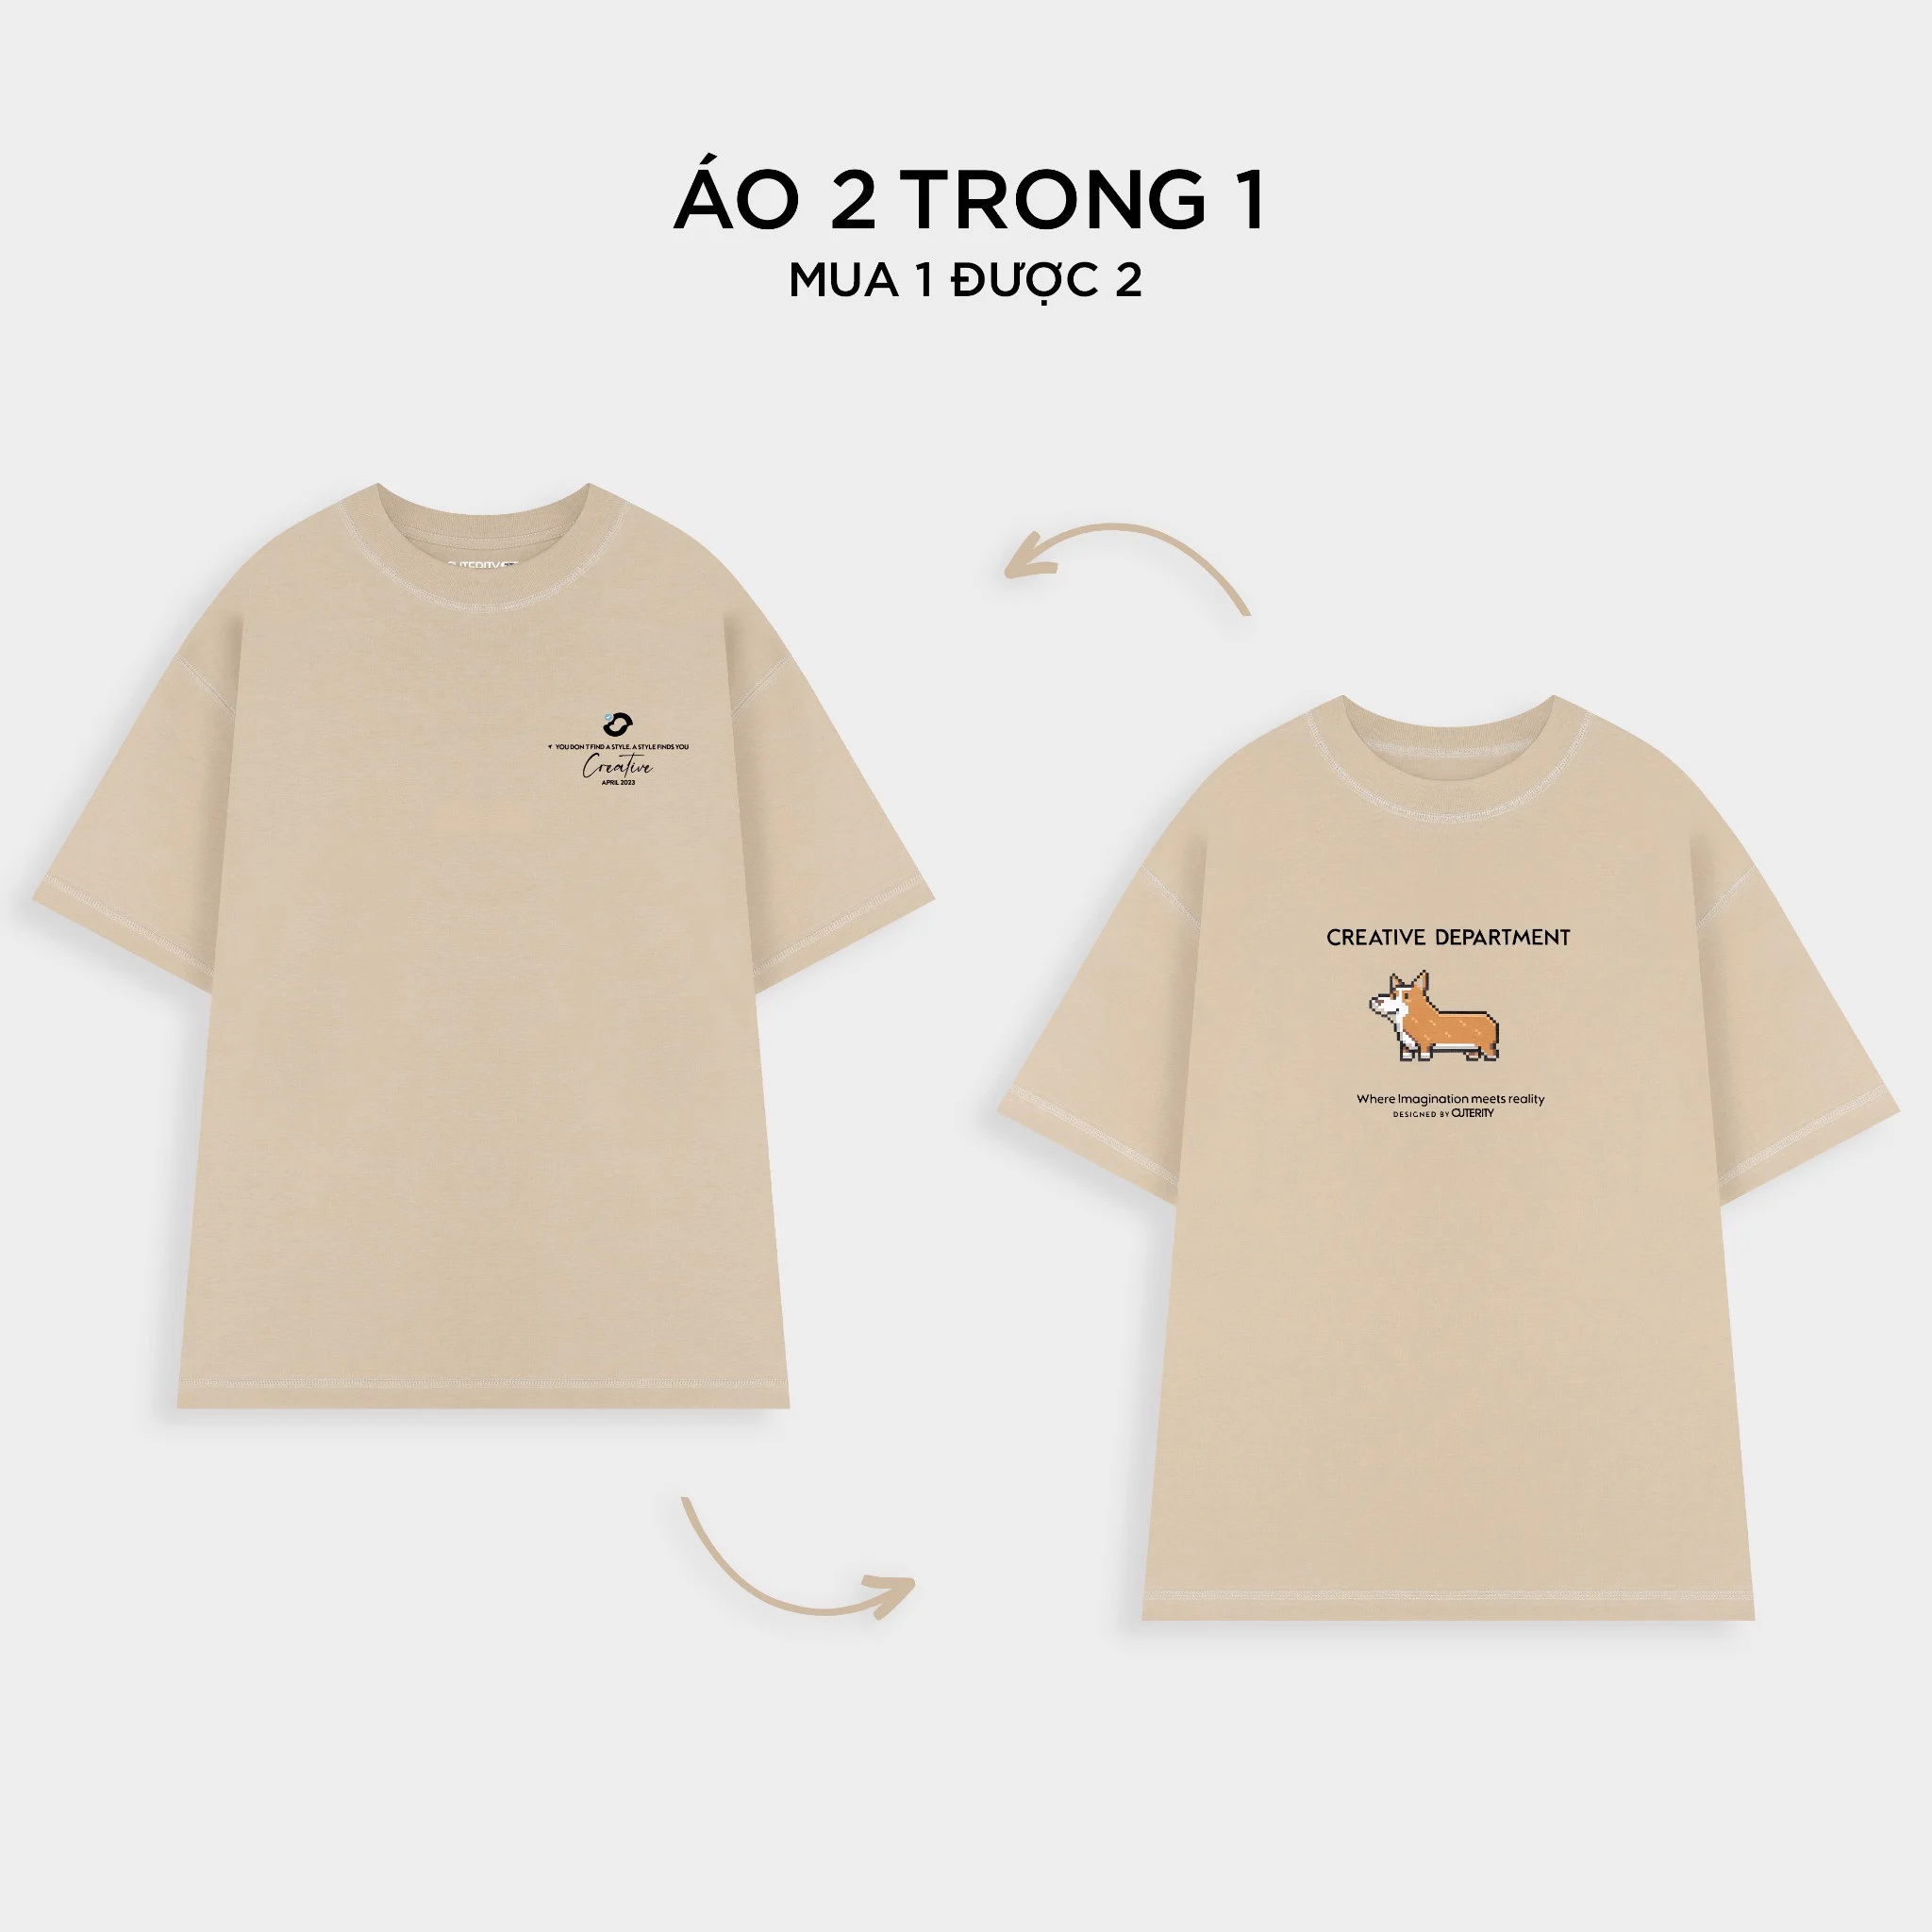 ÁO 2 TRONG 1
MUA 1 ĐƯỢC 2
YOU DON T FIND A STYLE. A STYLE FINDS YOU
Creative
APRIL 2023
CREATIVE DEPARTMENT
Where Imagination meets reality
DESIGNED BY CUTERITY